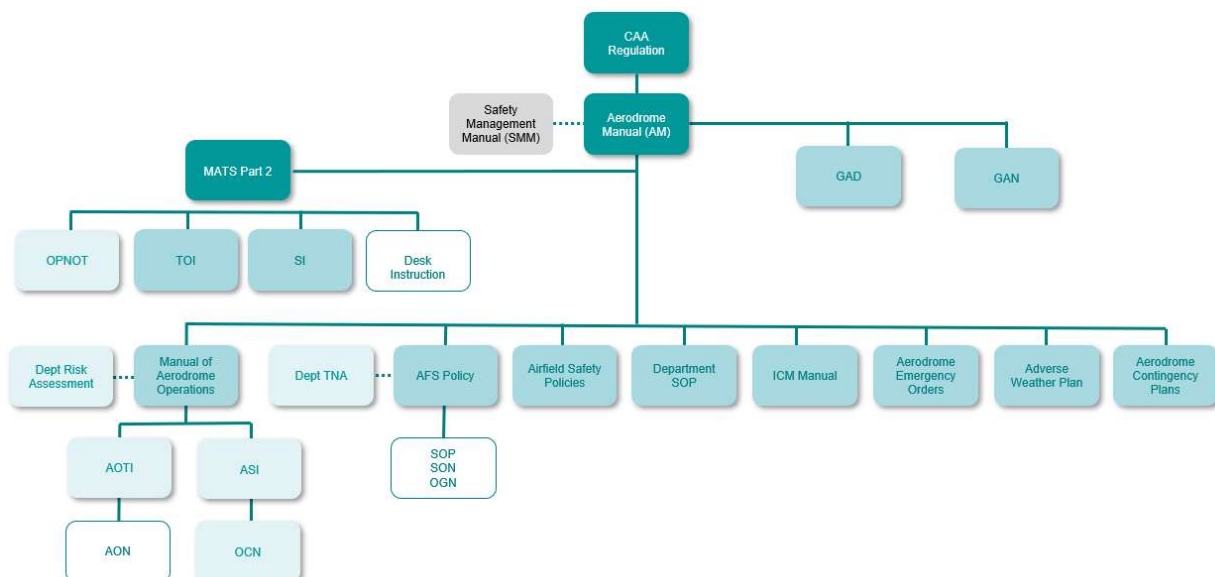 CAA
Regulation
Safety
Management
Manual (SMM)
Aerodrome
Manual (AM)
MATS Part 2
GAD
GAN
OPNOT
TOI
SI
Desk
Instruction
Dept Risk
Assessment
Manual of
Aerodrome
Operations
Dept TNA
AFS Policy
Airfield Safety
Policies
Department
SOP
ICM Manual
Aerodrome
Emergency
Orders
Adverse
Weather Plan
Aerodrome
Contingency
Plans
AOTI
ASI
SOP
SON
OGN
AON
OCN